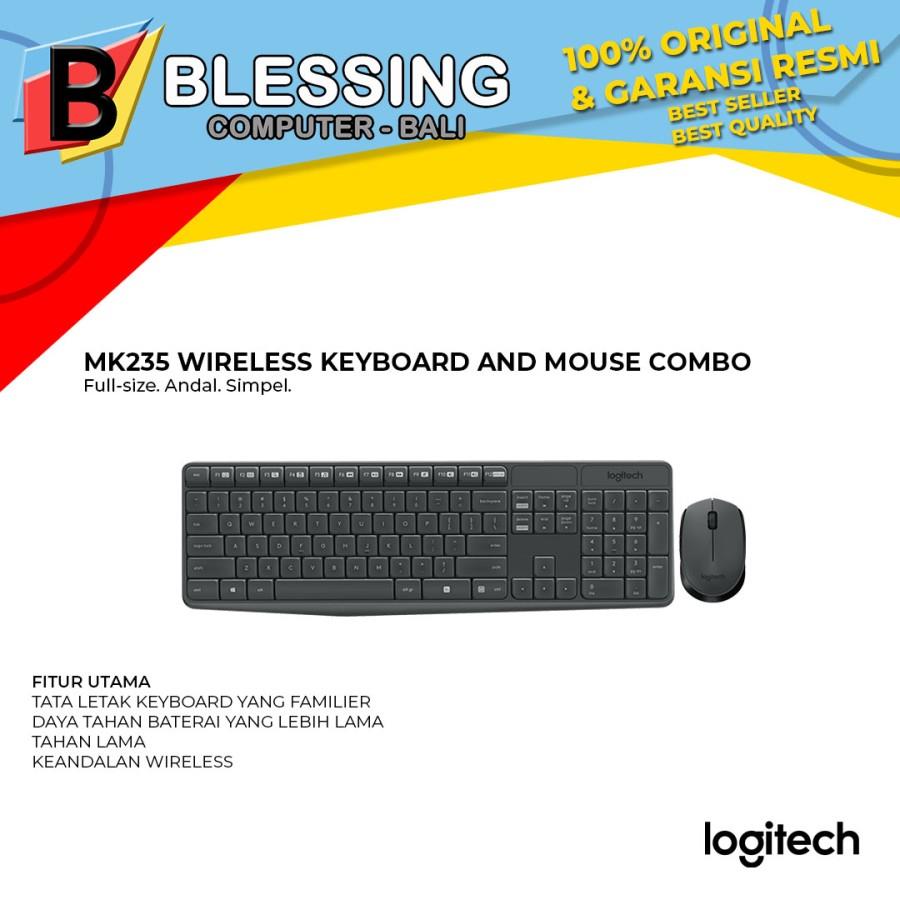 B BLESSING
COMPUTER - BALI
100% ORIGINAL
& GARANSI RESMI
BEST SELLER
BEST QUALITY
MK235 WIRELESS KEYBOARD AND MOUSE COMBO
Full-size. Andal. Simpel.
logitech
Q W E R T Y U I O P
A S D F G H J K L
Z X C V B N M
logitech
FITUR UTAMA
TATA LETAK KEYBOARD YANG FAMILIER
DAYA TAHAN BATERAI YANG LEBIH LAMA
TAHAN LAMA
KEANDALAN WIRELESS
logitech